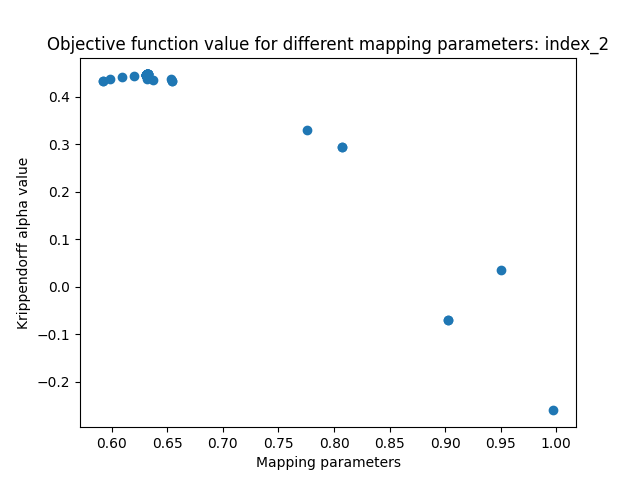 Objective function value for different mapping parameters: index_2
Krippendorff alpha value
0.4
0.3
0.2
0.1
0.0
−0.1
−0.2
0.60 0.65 0.70 0.75 0.80 0.85 0.90 0.95 1.00
Mapping parameters